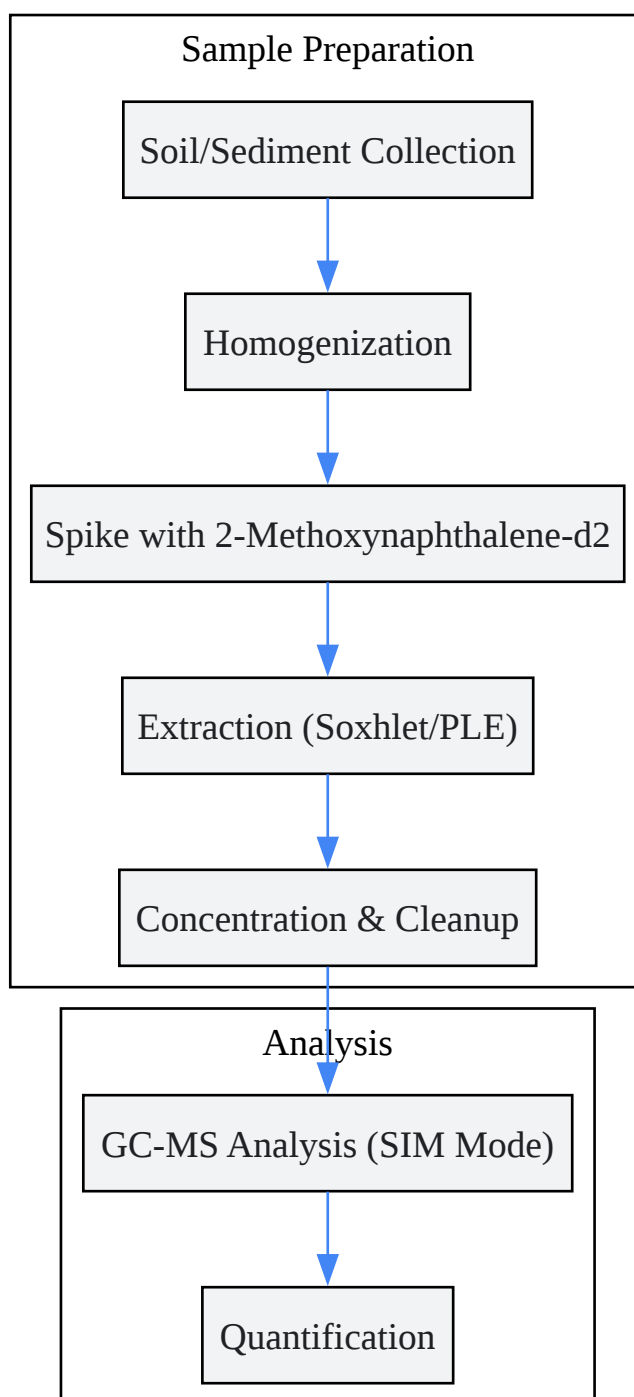 Sample Preparation
Soil/Sediment Collection
Homogenization
Spike with 2-Methoxynaphthalene-d2
Extraction (Soxhlet/PLE)
Concentration & Cleanup
Analysis
GC-MS Analysis (SIM Mode)
Quantification